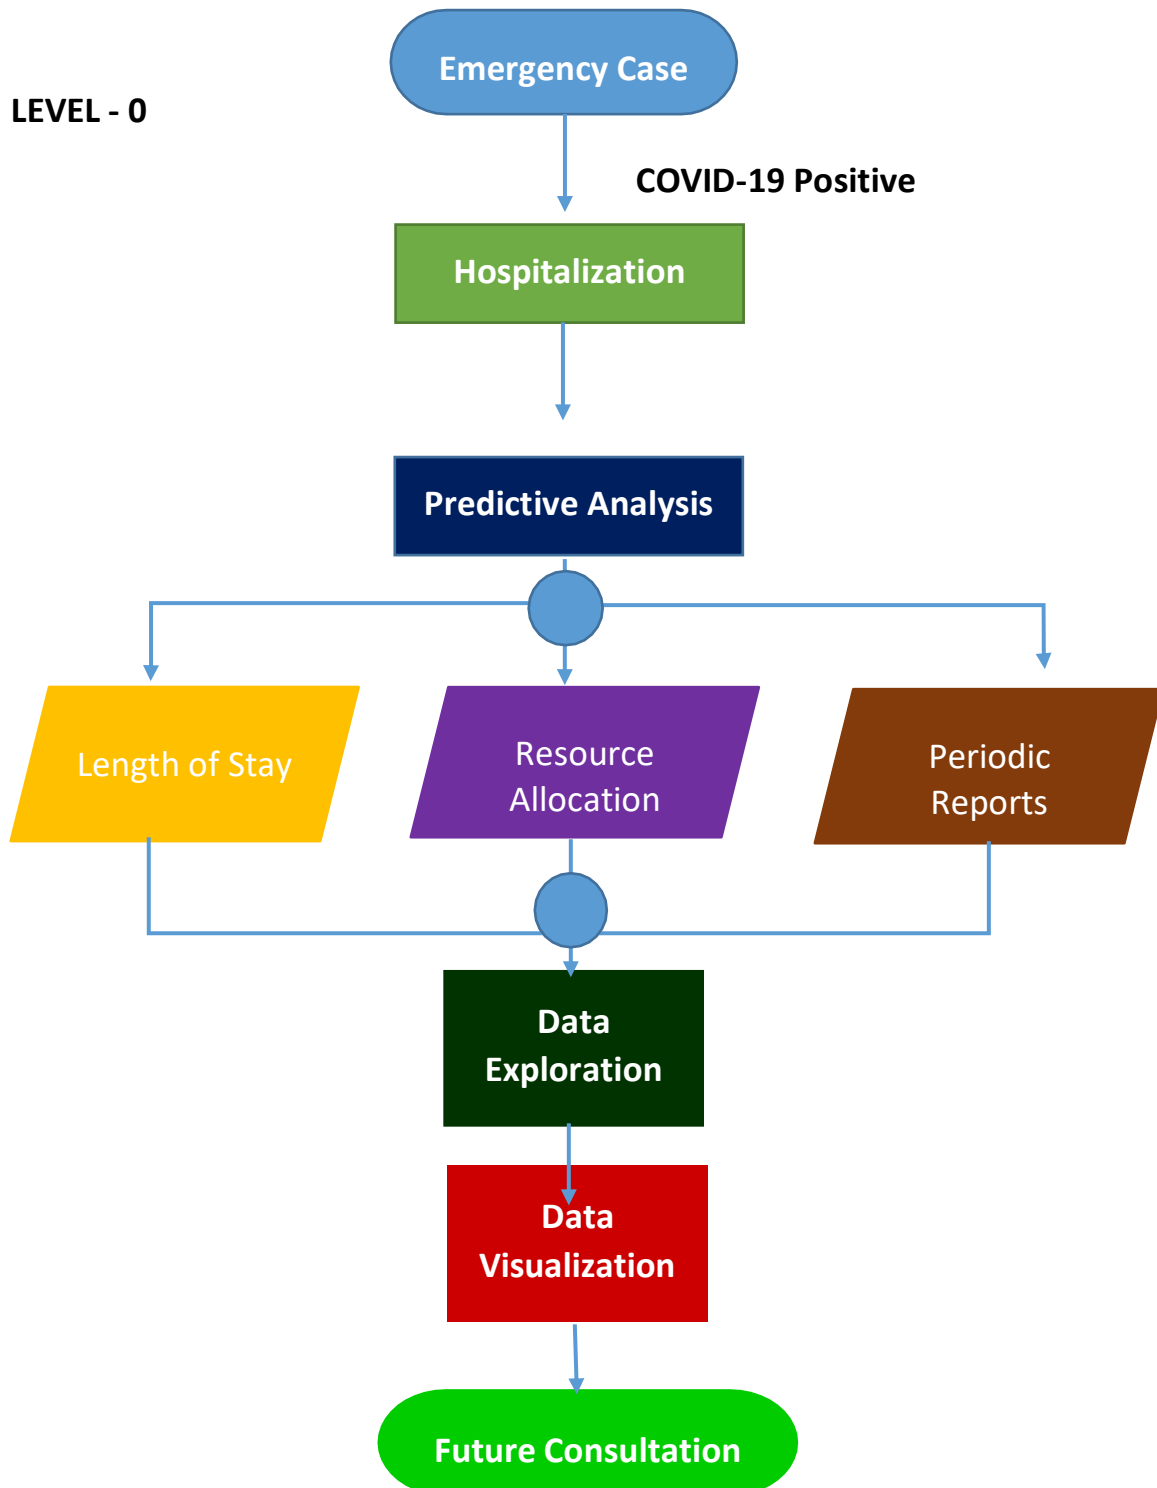 Emergency Case
LEVEL - 0
COVID-19 Positive
Hospitalization
Predictive Analysis
Length of Stay
Resource
Allocation
Periodic
Reports
Data
Exploration
Data
Visualization
Future Consultation